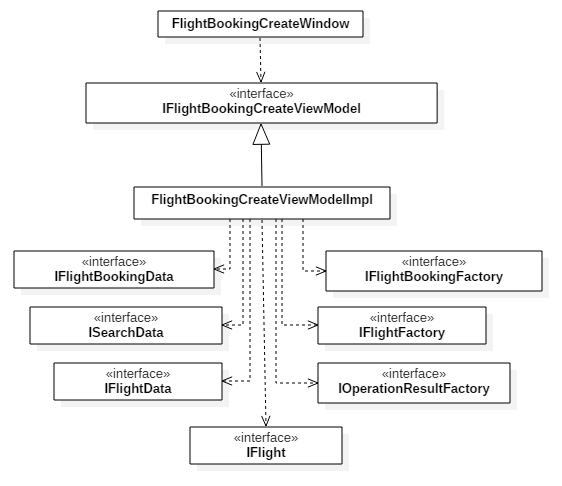 FlightBookingCreateWindow
«interface»
IFlightBookingCreateViewModel
FlightBookingCreateViewModelImpl
«interface»
IFlightBookingData
«interface»
IFlightBookingFactory
«interface»
ISearchData
«interface»
IFlightFactory
«interface»
IFlightData
«interface»
IOperationResultFactory
«interface»
IFlight